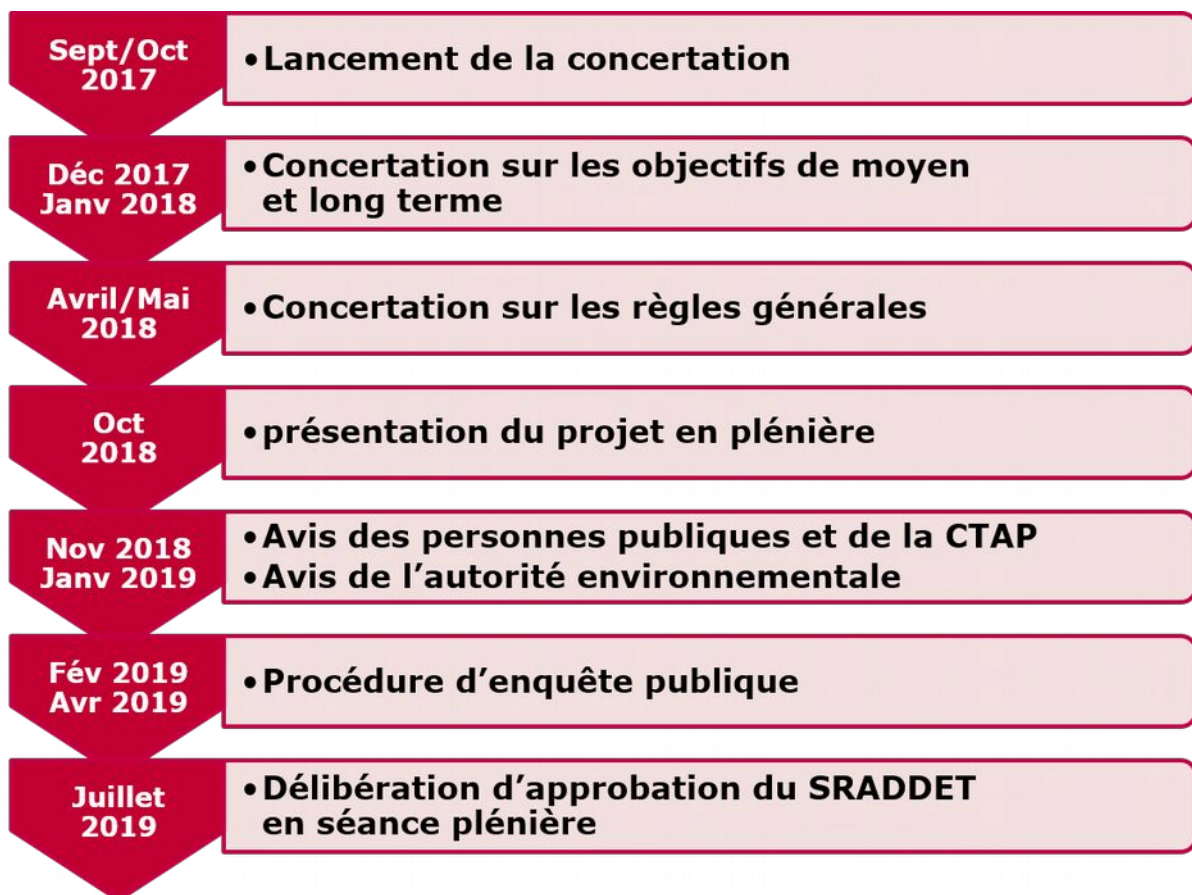 Sept/Oct
2017
•Lancement de la concertation
Déc 2017
Janv 2018
•Concertation sur les objectifs de moyen
et long terme
Avril/Mai
2018
•Concertation sur les règles générales
Oct
2018
•présentation du projet en plénière
Nov 2018
Janv 2019
•Avis des personnes publiques et de la CTAP
•Avis de l’autorité environnementale
Fév 2019
Avr 2019
•Procédure d’enquête publique
Juillet
2019
•Délibération d’approbation du SRADDET
en séance plénière